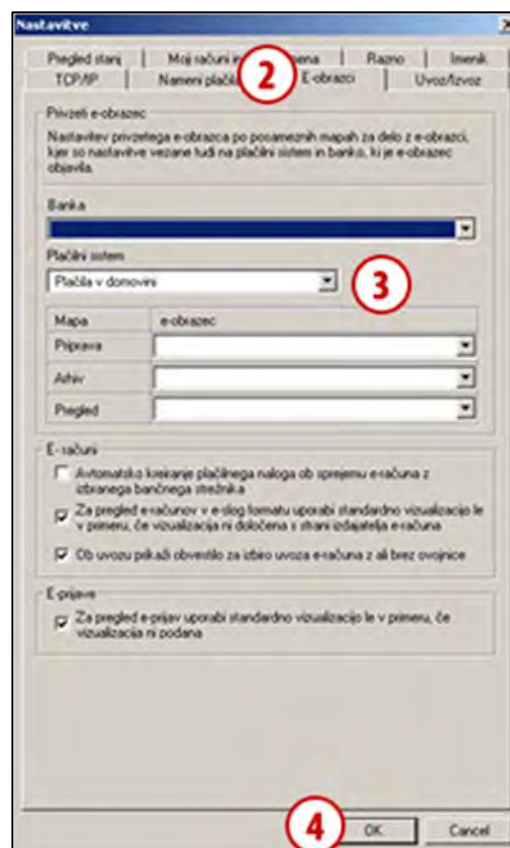 Nastavitve
Pregled stanj
Moji računi in
mena
Razno
Imenik
TCP/IP
Nameni plačila
2
E-obrazci
Uvoz/Izvoz
Privzeti e-obrazec
Nastavitev privzetega e-obrazca po posameznih mapah za delo z e-obrazci,
kjer so nastavitve vezane tudi na plačilni sistem in banko, ki je e-obrazec
objavila.
Banka
Plačilni sistem
Plačila v domovini
3
Mapa
e-obrazec
Priprava
Arhiv
Pregled
E- računi
Avtomatsko kreiranje plačilnega naloga ob sprejemu e-računa z
izbranega bančnega strežnika
Za pregled e-računov v e-slog formatu uporabi standardno vizualizacijo le
v primeru, če vizualizacija ni določena s strani izdajatelja e-računa
Ob uvozu prikaži obvestilo za izbiro uvoza e-računa z ali brez ovojnice
E-prijave
Za pregled e-prijav uporabi standardno vizualizacijo le v primeru, če
vizualizacija ni podana
4
OK
Cancel